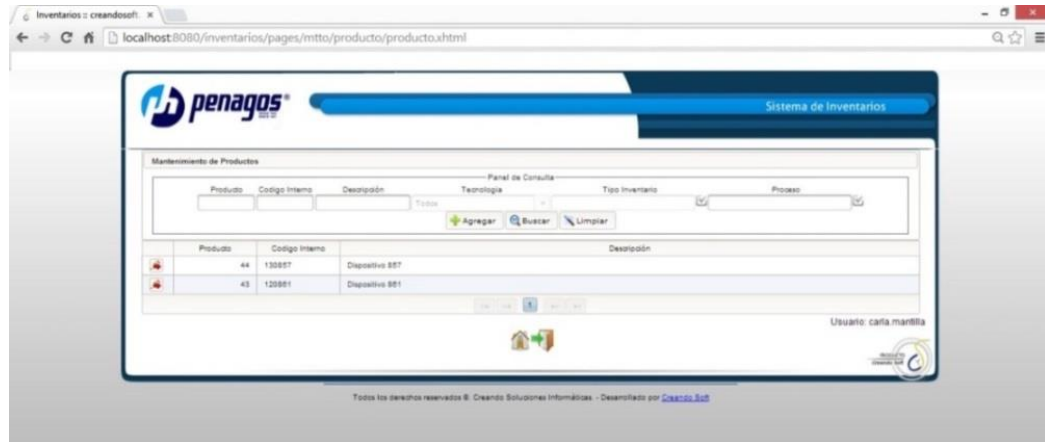 Inventarios :: creandosoft.
localhost:8080/inventarios/pages/mtto/producto/producto.xhtml
penagos
Sistema de Inventarios
Mantenimiento de Productos
Panel de Consulta
Producto Codigo Interno Descripción Tecnologia Tipo Inventario Proceso
Todos
Agregar Buscar Limpiar
Producto Codigo Interno Descripción
44 130857 Dispositivo 857
43 120861 Dispositivo 861
1
Usuario: carla.mantilla
PRODUCTO
Todos los derechos reservados ®. Creando Soluciones Informáticas. - Desarrollado por Creando Soft